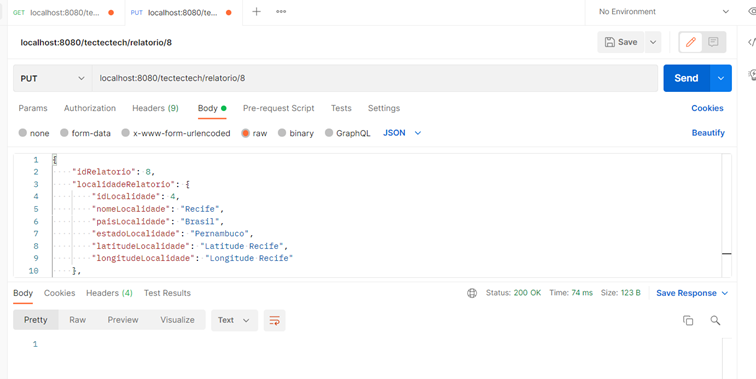 GET localhost:8080/te... PUT localhost:8080/te... No Environment
localhost:8080/tectectech/relatorio/8 Save
PUT localhost:8080/tectectech/relatorio/8 Send
Params Authorization Headers (9) Body Pre-request Script Tests Settings Cookies
none form-data x-www-form-urlencoded raw binary GraphQL JSON Beautify
1 {
2 "idRelatorio": 8,
3 "localidadeRelatorio": {
4 "idLocalidade": 4,
5 "nomeLocalidade": "Recife",
6 "paisLocalidade": "Brasil",
7 "estadoLocalidade": "Pernambuco",
8 "latitudeLocalidade": "Latitude Recife",
9 "longitudeLocalidade": "Longitude Recife"
10 },
Body Cookies Headers (4) Test Results Status: 200 OK Time: 74 ms Size: 123 B Save Response
Pretty Raw Preview Visualize Text
1